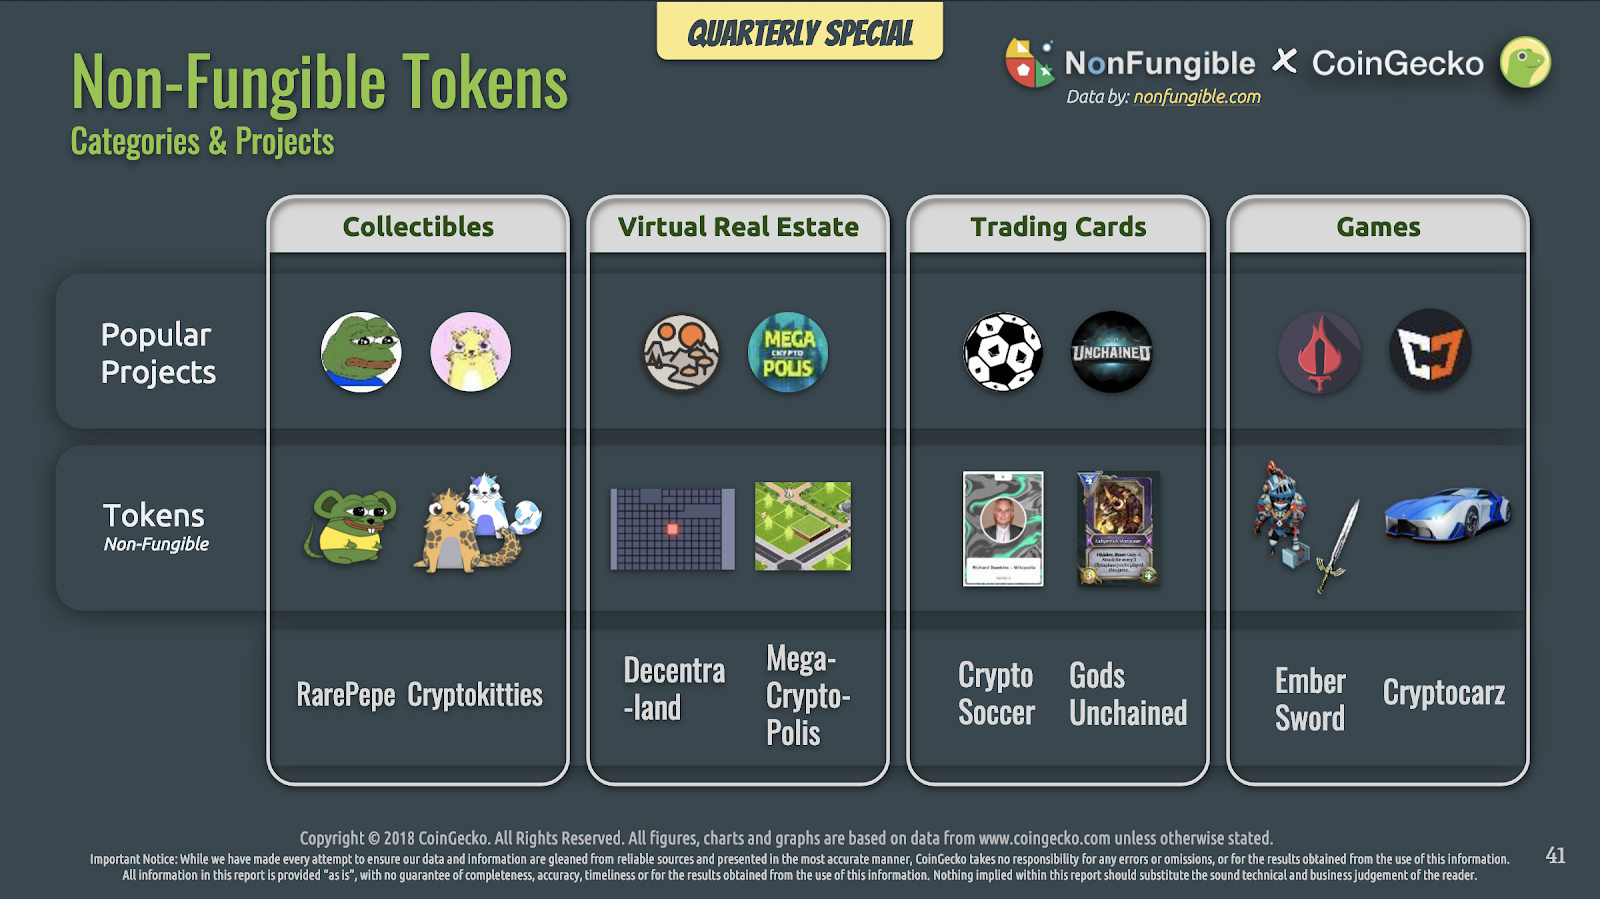 QUARTERLY SPECIAL
Non-Fungible Tokens
Categories & Projects
NonFungible X CoinGecko
Data by: nonfungible.com
Collectibles
Virtual Real Estate
Trading Cards
Games
Popular
Projects
MEGA
CRYPTO
POLIS
UNCHAINED
Tokens
Non-Fungible
Richard Dawkins - Wikipedia
4
3
4
RarePepe
Cryptokitties
Decentra
-land
Mega-
Crypto-
Polis
Crypto
Soccer
Gods
Unchained
Ember
Sword
Cryptocarz
Copyright © 2018 CoinGecko. All Rights Reserved. All figures, charts and graphs are based on data from www.coingecko.com unless otherwise stated.
Important Notice: While we have made every attempt to ensure our data and information are gleaned from reliable sources and presented in the most accurate manner, CoinGecko takes no responsibility for any errors or omissions, or for the results obtained from the use of this information.
All information in this report is provided “as is”, with no guarantee of completeness, accuracy, timeliness or for the results obtained from the use of this information. Nothing implied within this report should substitute the sound technical and business judgement of the reader.
41